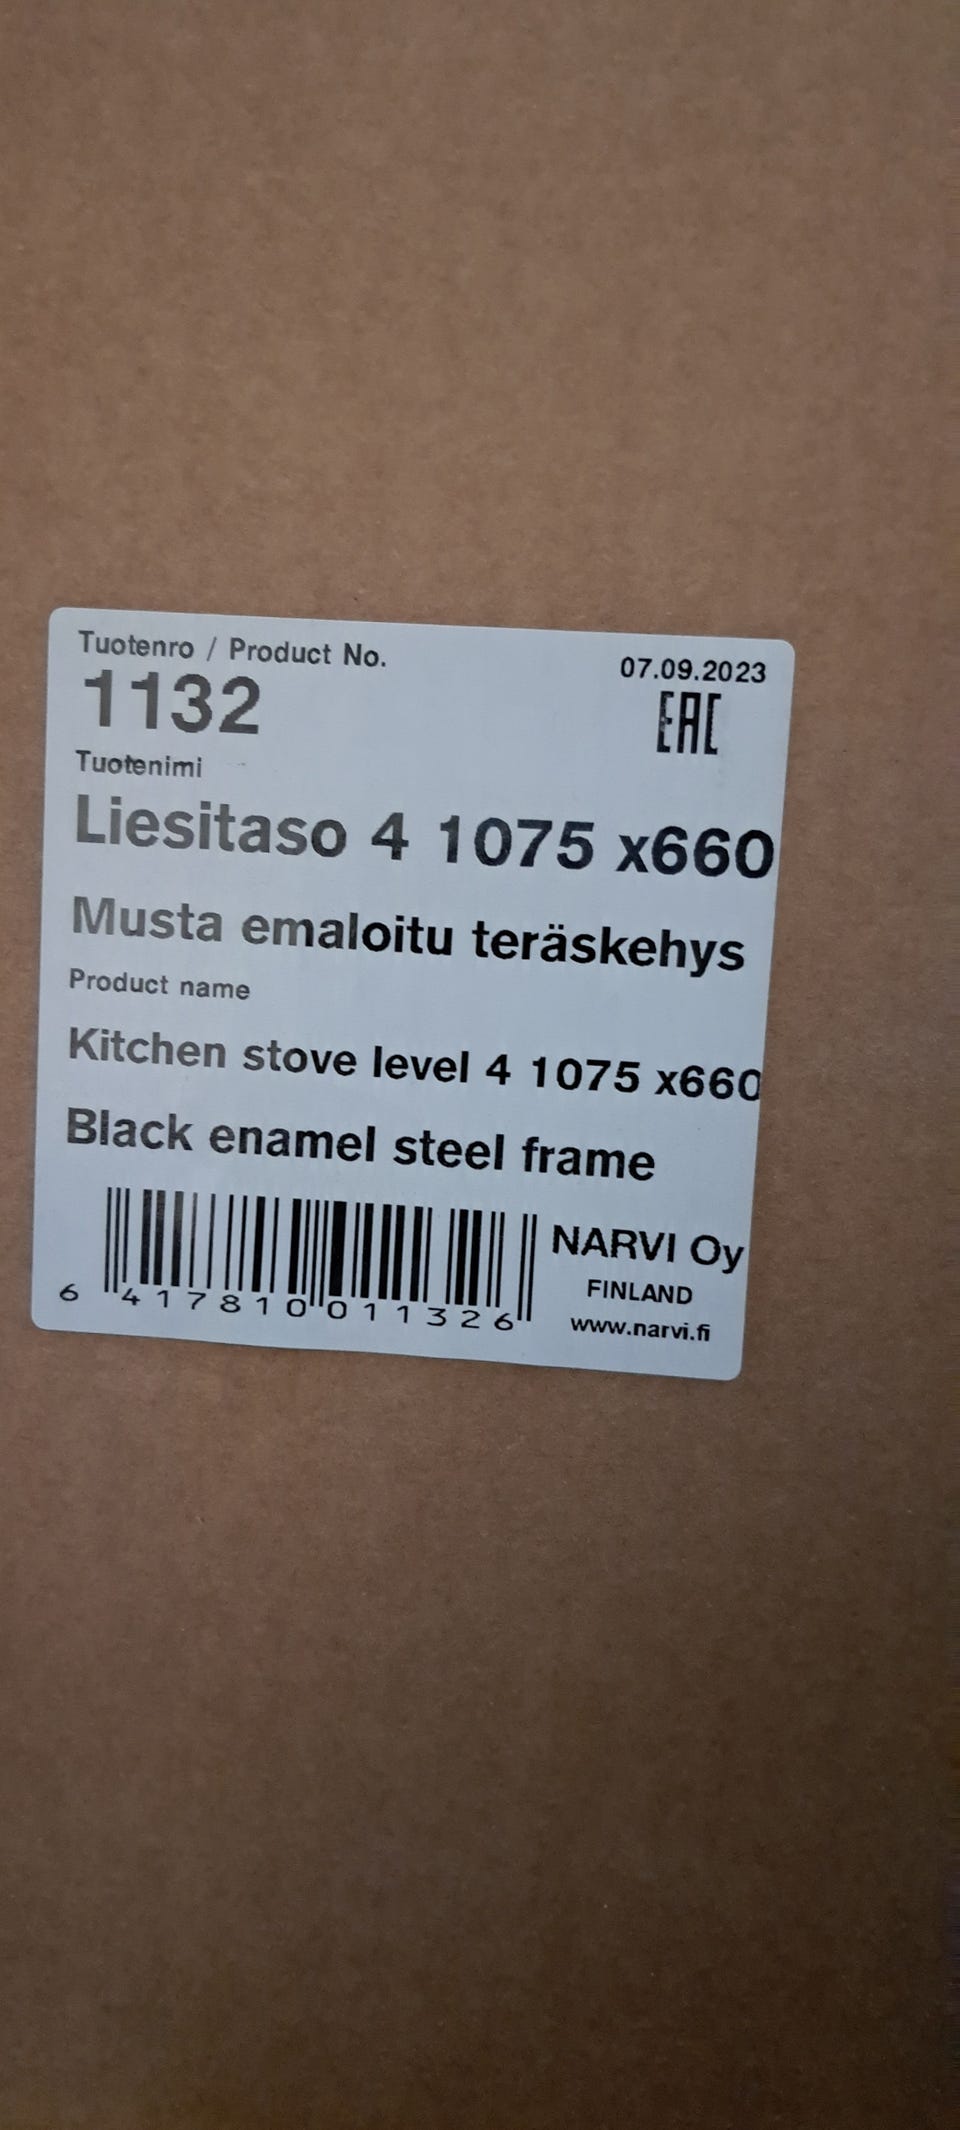 Tuotenro / Product No.
07.09.2023
1132
EAC
Tuotenimi
Liesitaso 4 1075 x660
Musta emaloitu teräskehys
Product name
Kitchen stove level 4 1075 x660
Black enamel steel frame
NARVI Oy
FINLAND
www.narvi.fi
6 417810 011326